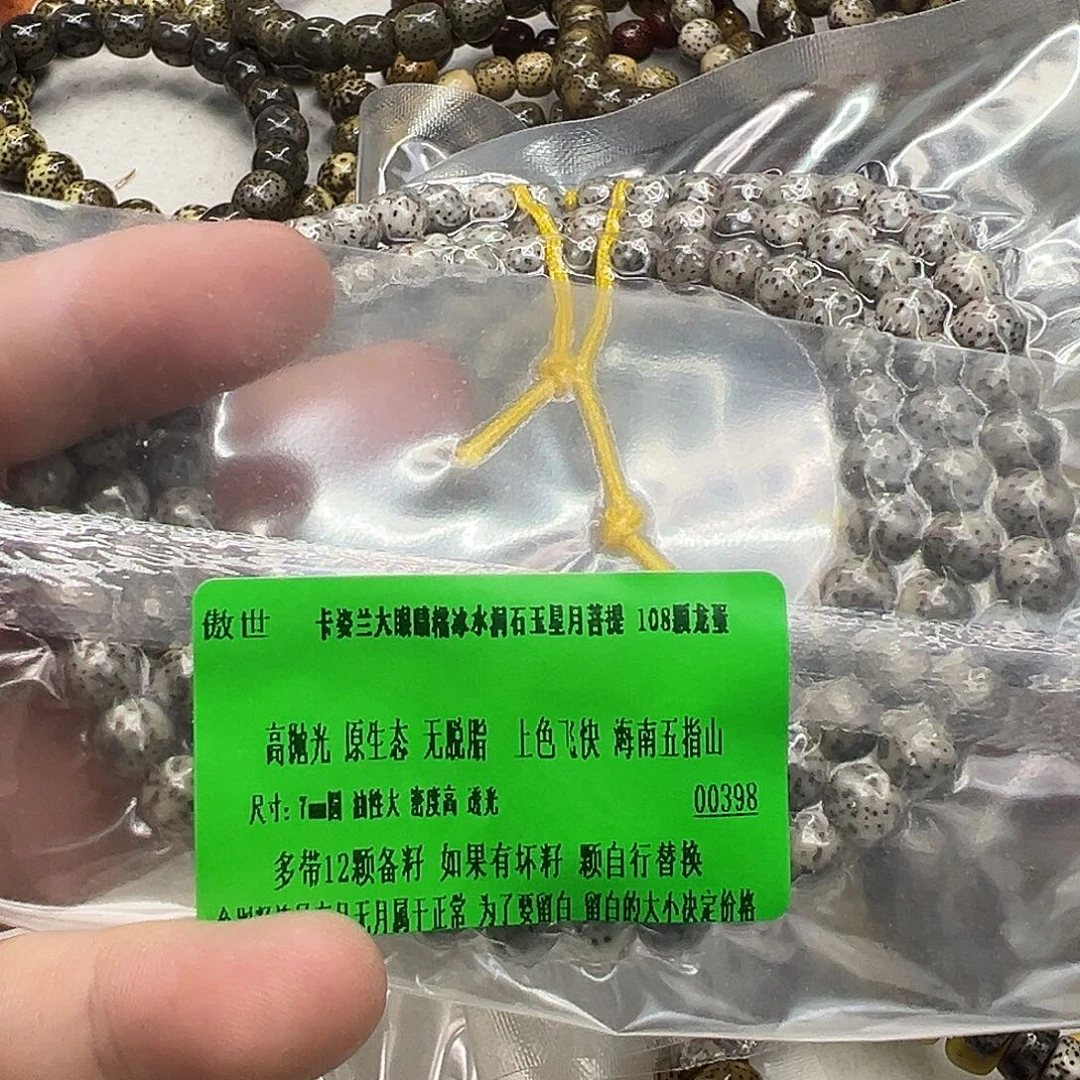 傲世 卡姿兰大眼睛糯冰水润石玉星月菩提 108颗龙蛋
高抛光 原生态 无脱脂 上色飞快 海南五指山
尺寸：7mm圆 油性大 密度高 透光 00398
多带12颗备籽 如果有坏籽 颗自行替换
无月属于正常 为了要留白 留白的大小决定价格